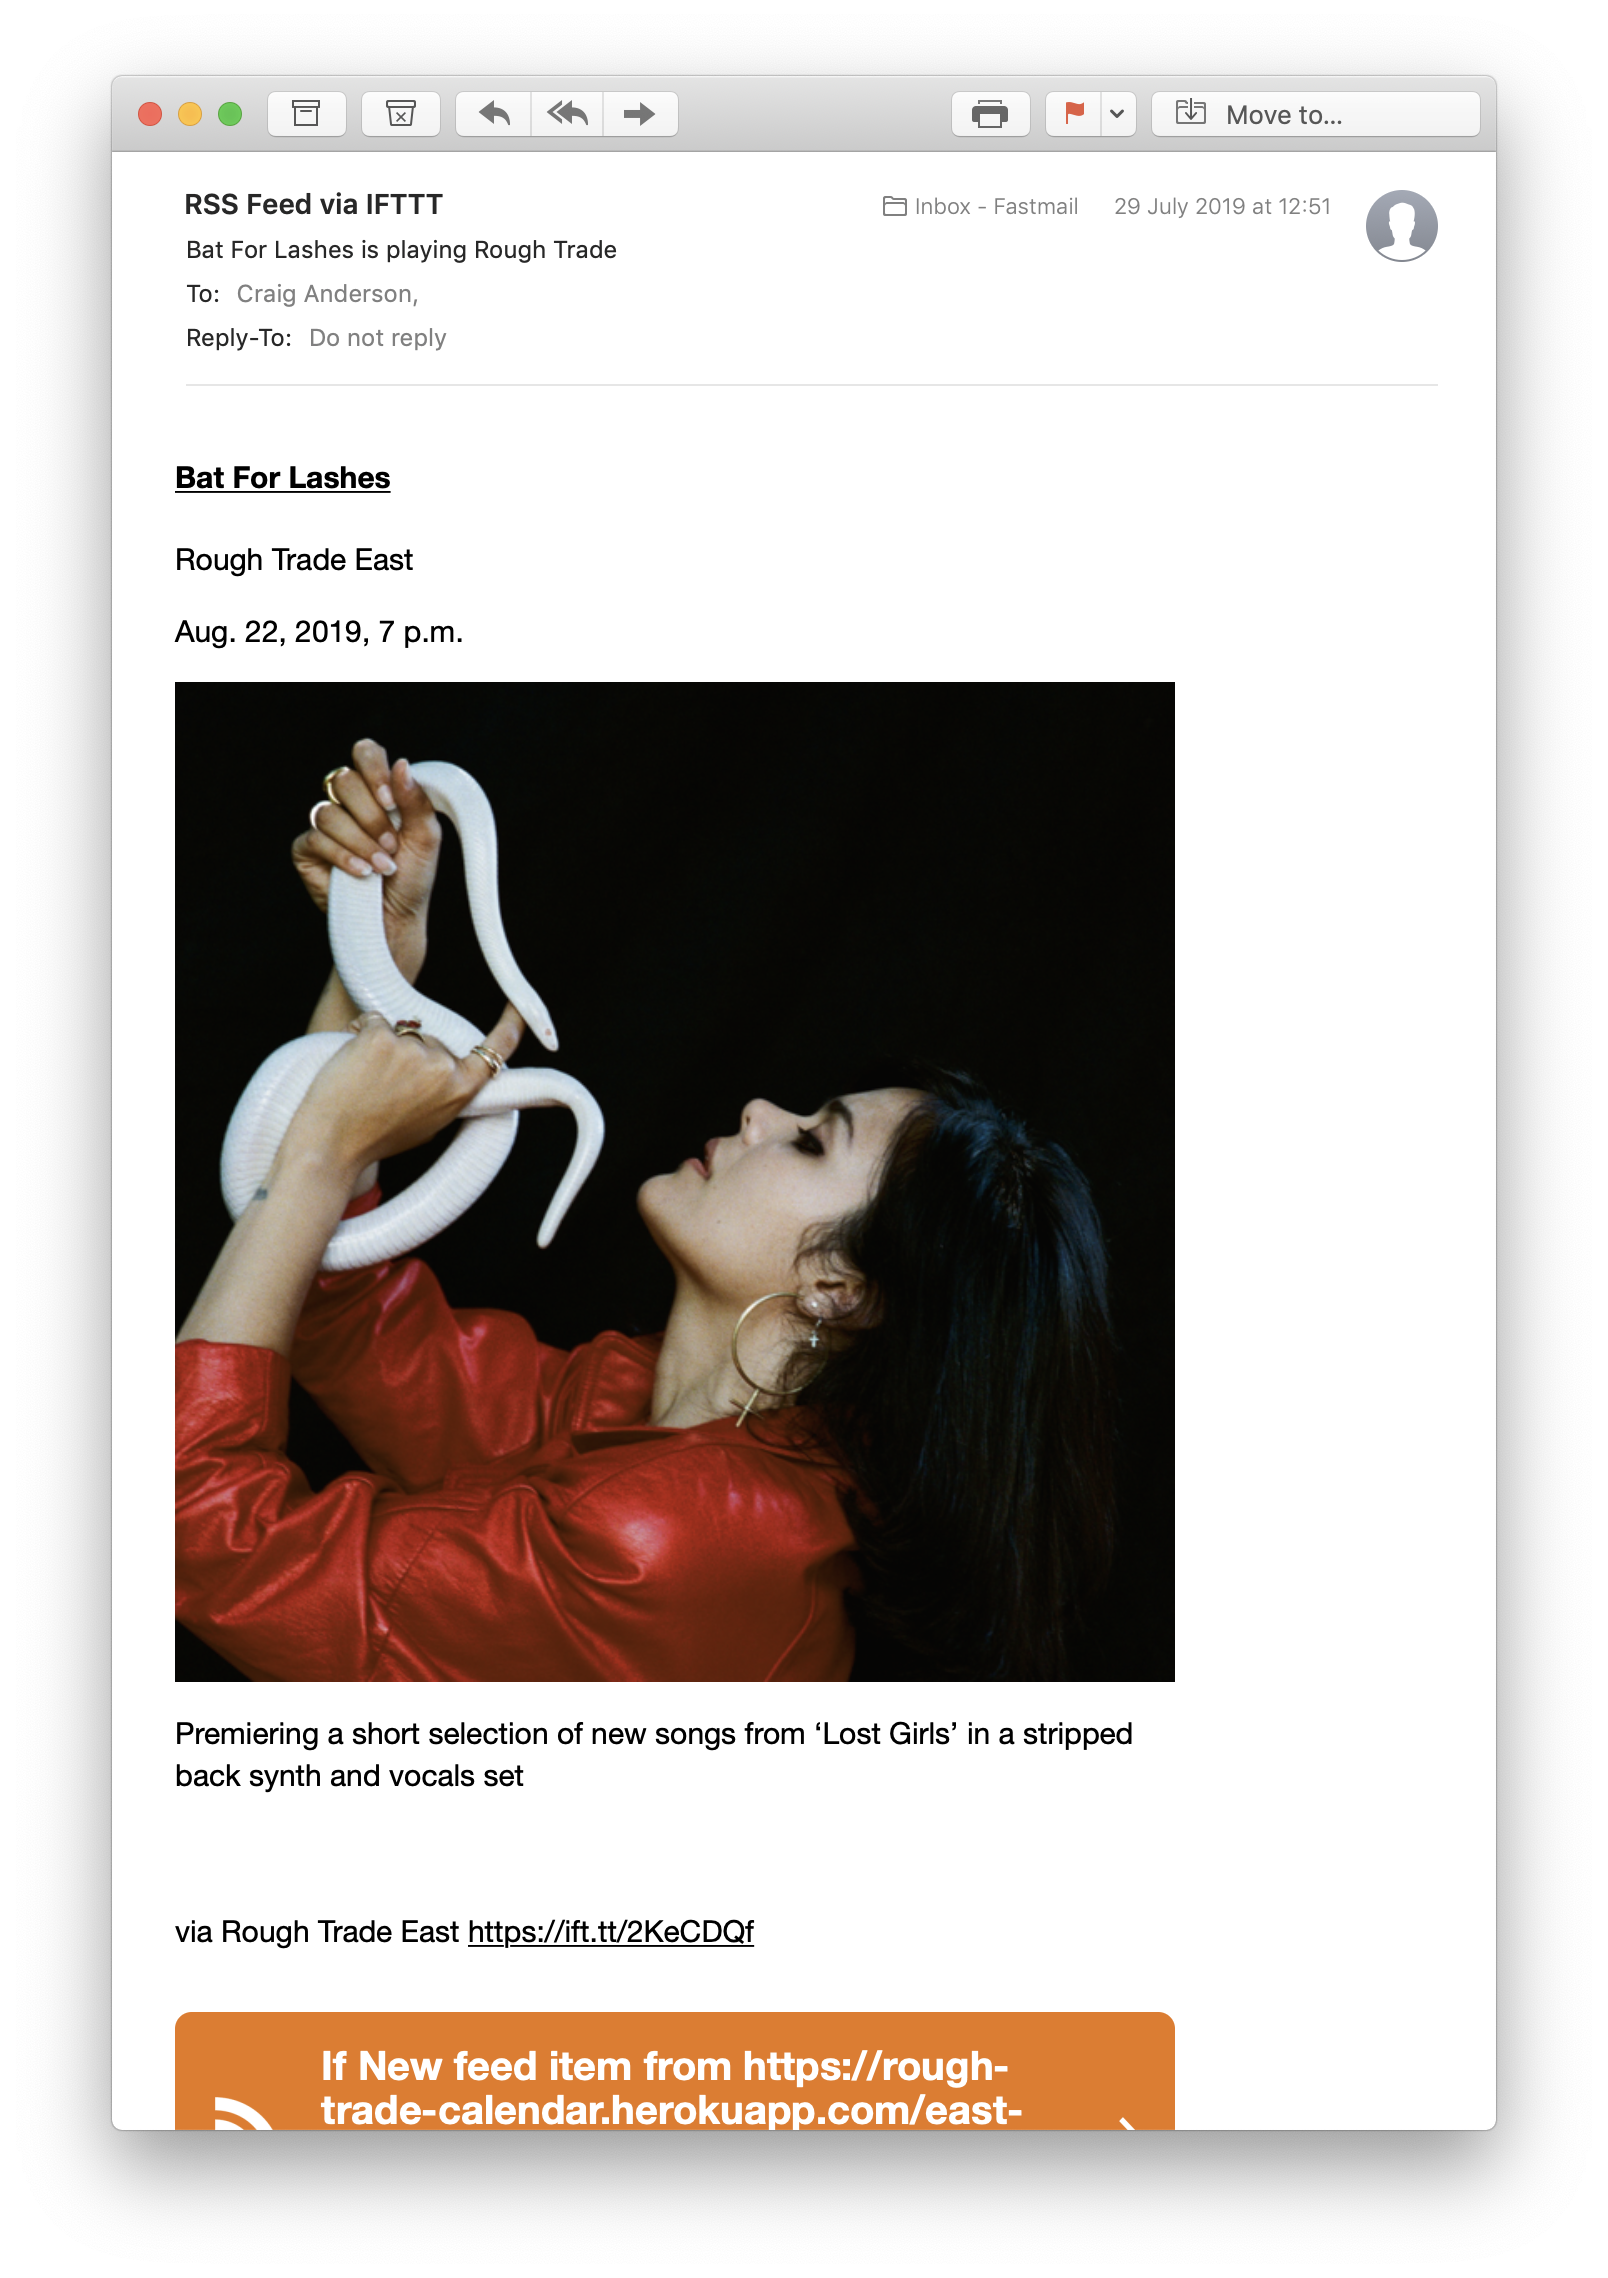 Move to...
RSS Feed via IFTTT
Inbox - Fastmail
29 July 2019 at 12:51
Bat For Lashes is playing Rough Trade
To: Craig Anderson,
Reply-To: Do not reply
Bat For Lashes
Rough Trade East
Aug. 22, 2019, 7 p.m.
Premiering a short selection of new songs from ‘Lost Girls’ in a stripped
back synth and vocals set
via Rough Trade East https://ift.tt/2KeCDQf
If New feed item from https://rough-
trade-calendar.herokuapp.com/east-